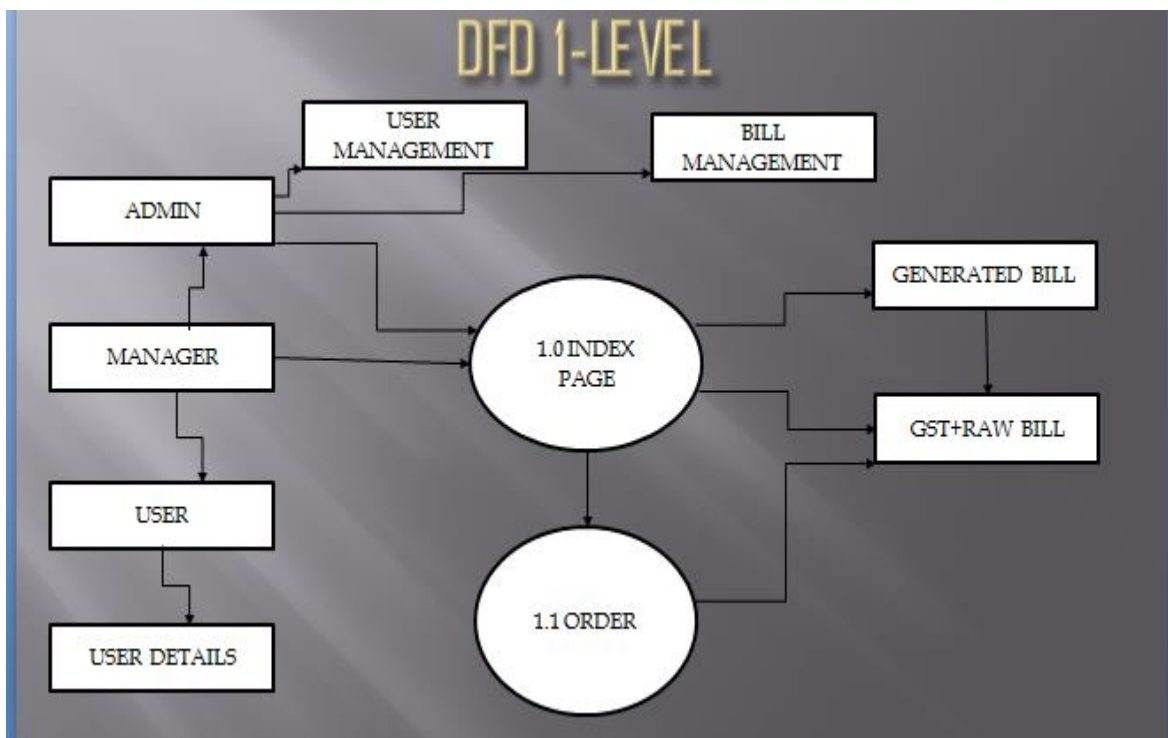 DFD 1-LEVEL
USER
MANAGEMENT
BILL
MANAGEMENT
ADMIN
GENERATED BILL
MANAGER
1.0 INDEX
PAGE
GST+RAW BILL
USER
1.1 ORDER
USER DETAILS